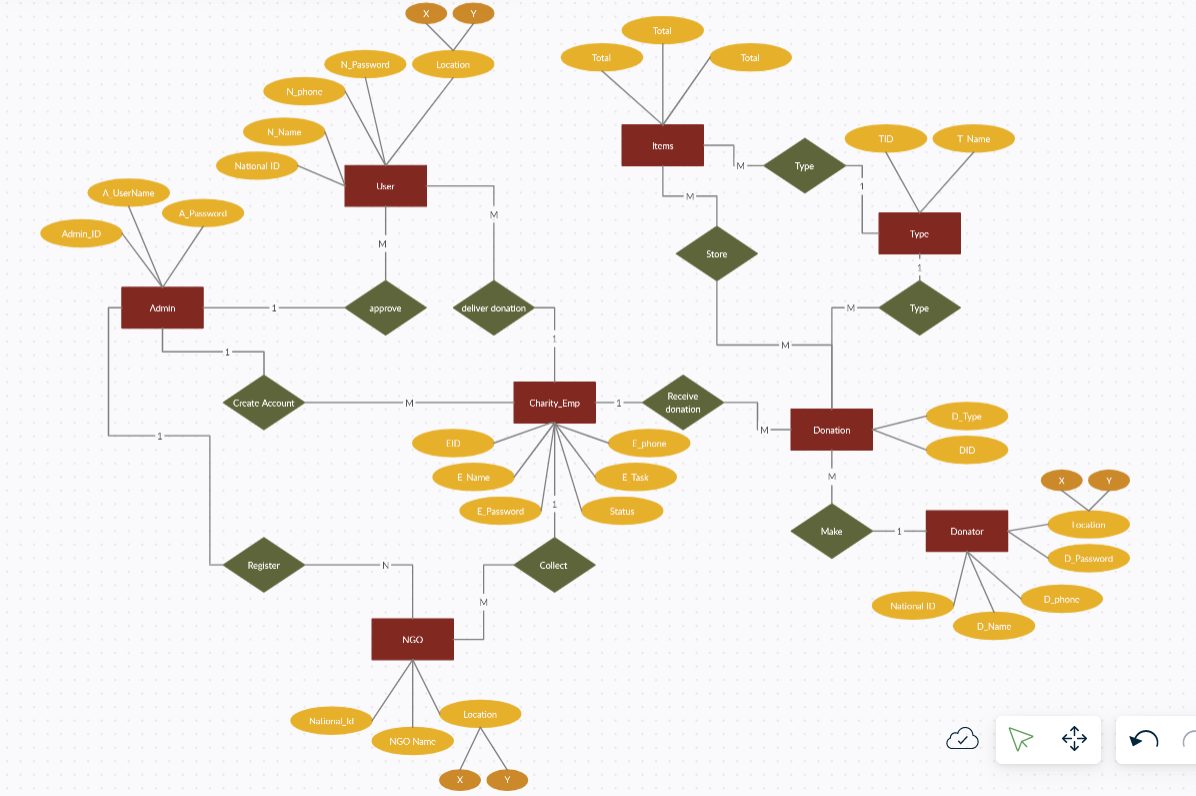 X
Y
Total
N_Password
Location
Total
Total
N_phone
N_Name
TID
T_Name
Items
M
Type
National ID
User
1
A_UserName
M
A_Password
M
Admin_ID
Type
M
Store
1
Admin
1
approve
deliver donation
M
Type
1
M
1
Create Account
M
Charity_Emp
1
Receive
donation
M
Donation
D_Type
1
EID
E_phone
DID
E_Name
E_Task
M
X
Y
E_Password
1
Status
Location
Make
1
Donator
D_Password
Register
N
Collect
M
National ID
D_phone
D_Name
NGO
National_Id
Location
NGO Name
X
Y